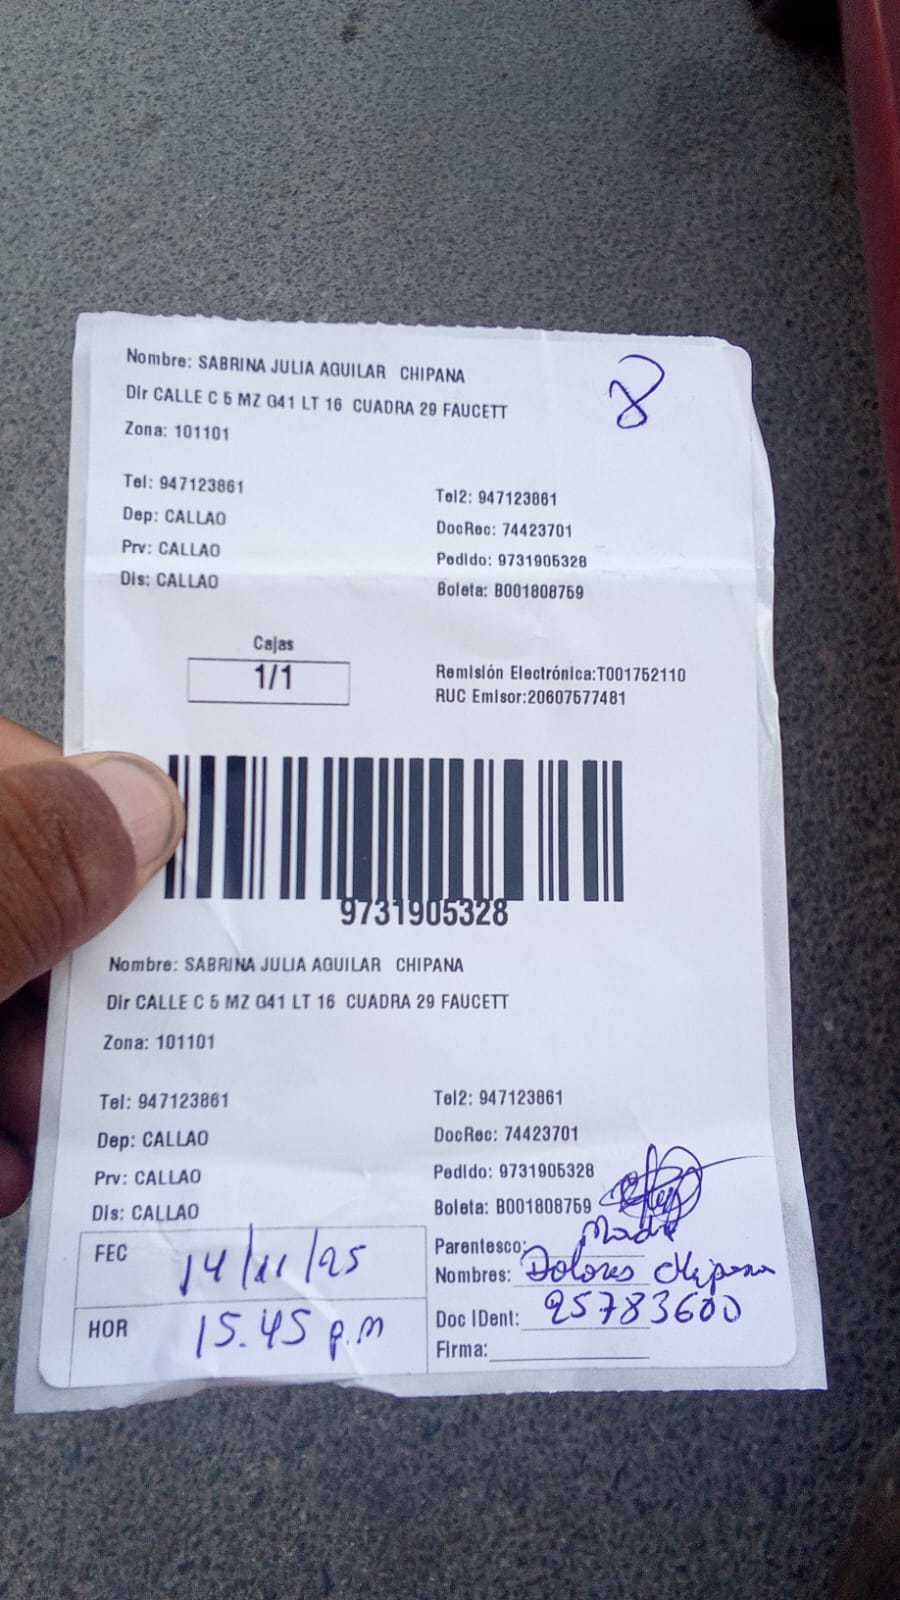 Nombre: SABRINA JULIA AGUILAR CHIPANA
8
Dir CALLE C 5 MZ G41 LT 16 CUADRA 29 FAUCETT
Zona: 101101
Tel: 947123861
Tel2: 947123861
Dep: CALLAO
DocRec: 74423701
Prv: CALLAO
Pedido: 9731905328
Dis: CALLAO
Boleta: B001808759
Cajas
1/1
Remisión Electrónica:T001752110
RUC Emisor:20607577481
9731905328
Nombre: SABRINA JULIA AGUILAR CHIPANA
Dir CALLE C 5 MZ G41 LT 16 CUADRA 29 FAUCETT
Zona: 101101
Tel: 947123861
Tel2: 947123861
Dep: CALLAO
DocRec: 74423701
Prv: CALLAO
Pedido: 9731905328
Dis: CALLAO
Boleta: B001808759
FEC 14/11/25
Parentesco: Madre
Nombres: Dolores Chipana
HOR 15.45 p.m
Doc IDent: 25783600
Firma: